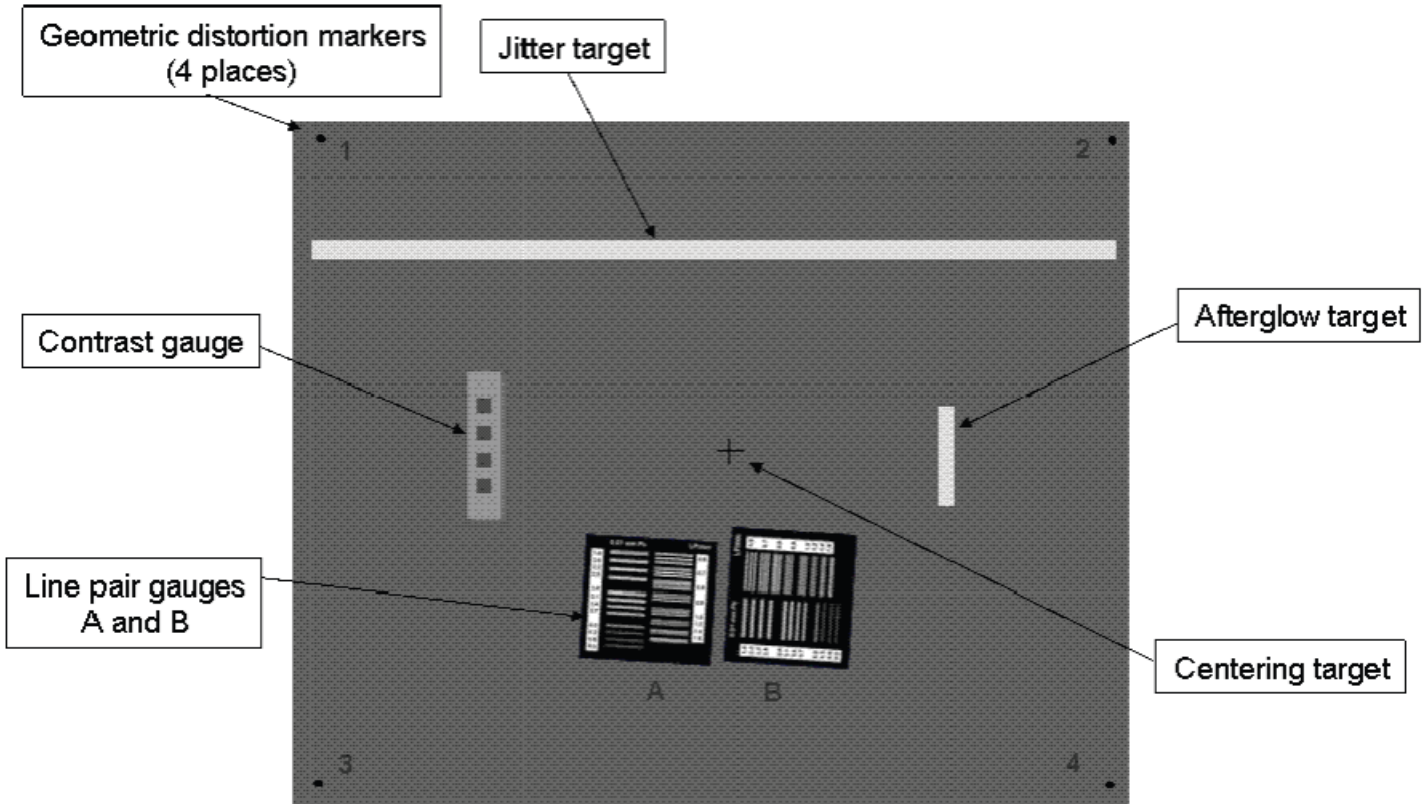 Geometric distortion markers
(4 places)
Jitter target
1
2
Contrast gauge
Afterglow target
Line pair gauges
A and B
Centering target
A
B
3
4